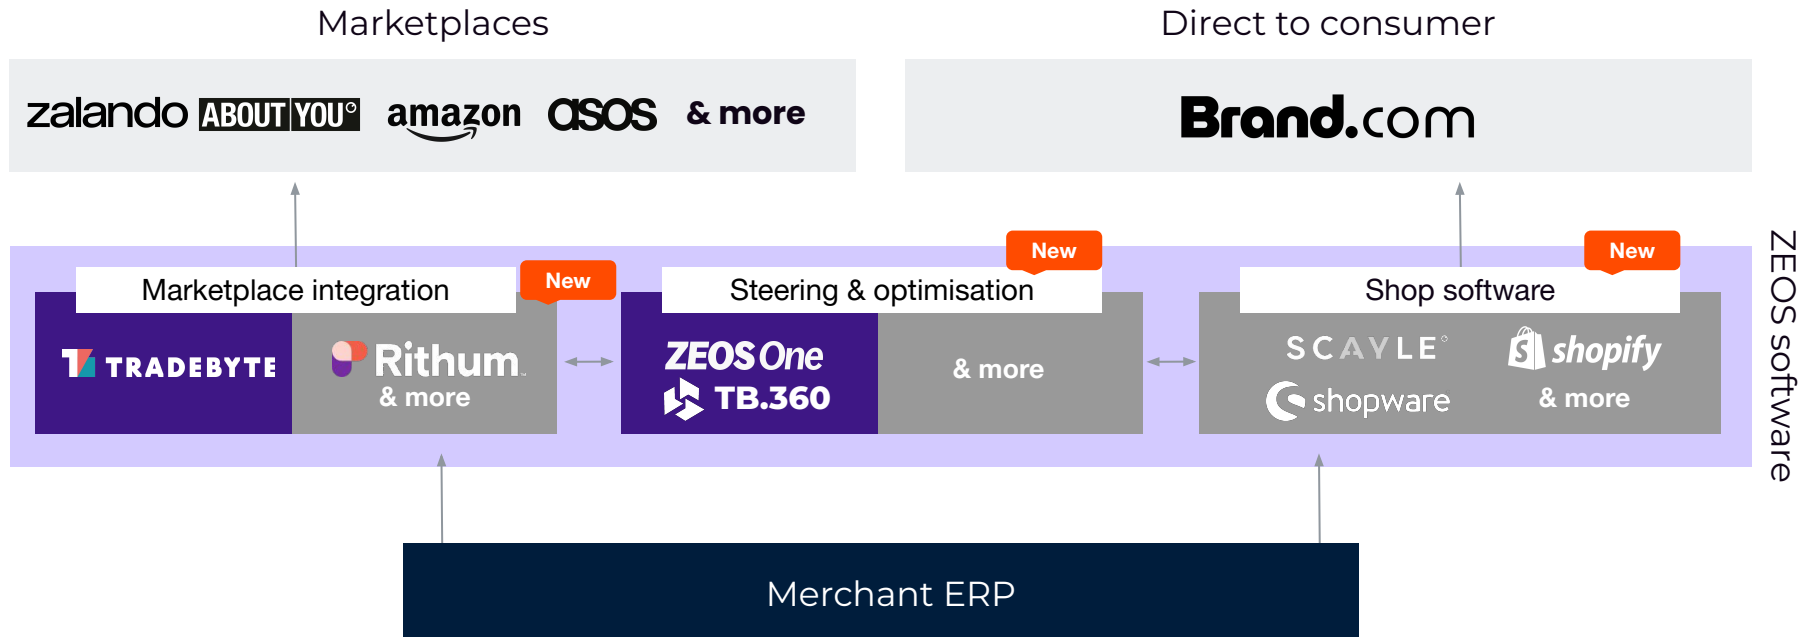 Marketplaces
Direct to consumer
zalando ABOUT YOU amazon asos & more
Brand.com
New
New
New
Marketplace integration
Steering & optimisation
Shop software
TRADEBYTE
Rithum
& more
ZEOS One
TB.360
& more
SCAYLE
shopify
shopware
& more
ZEOS software
Merchant ERP